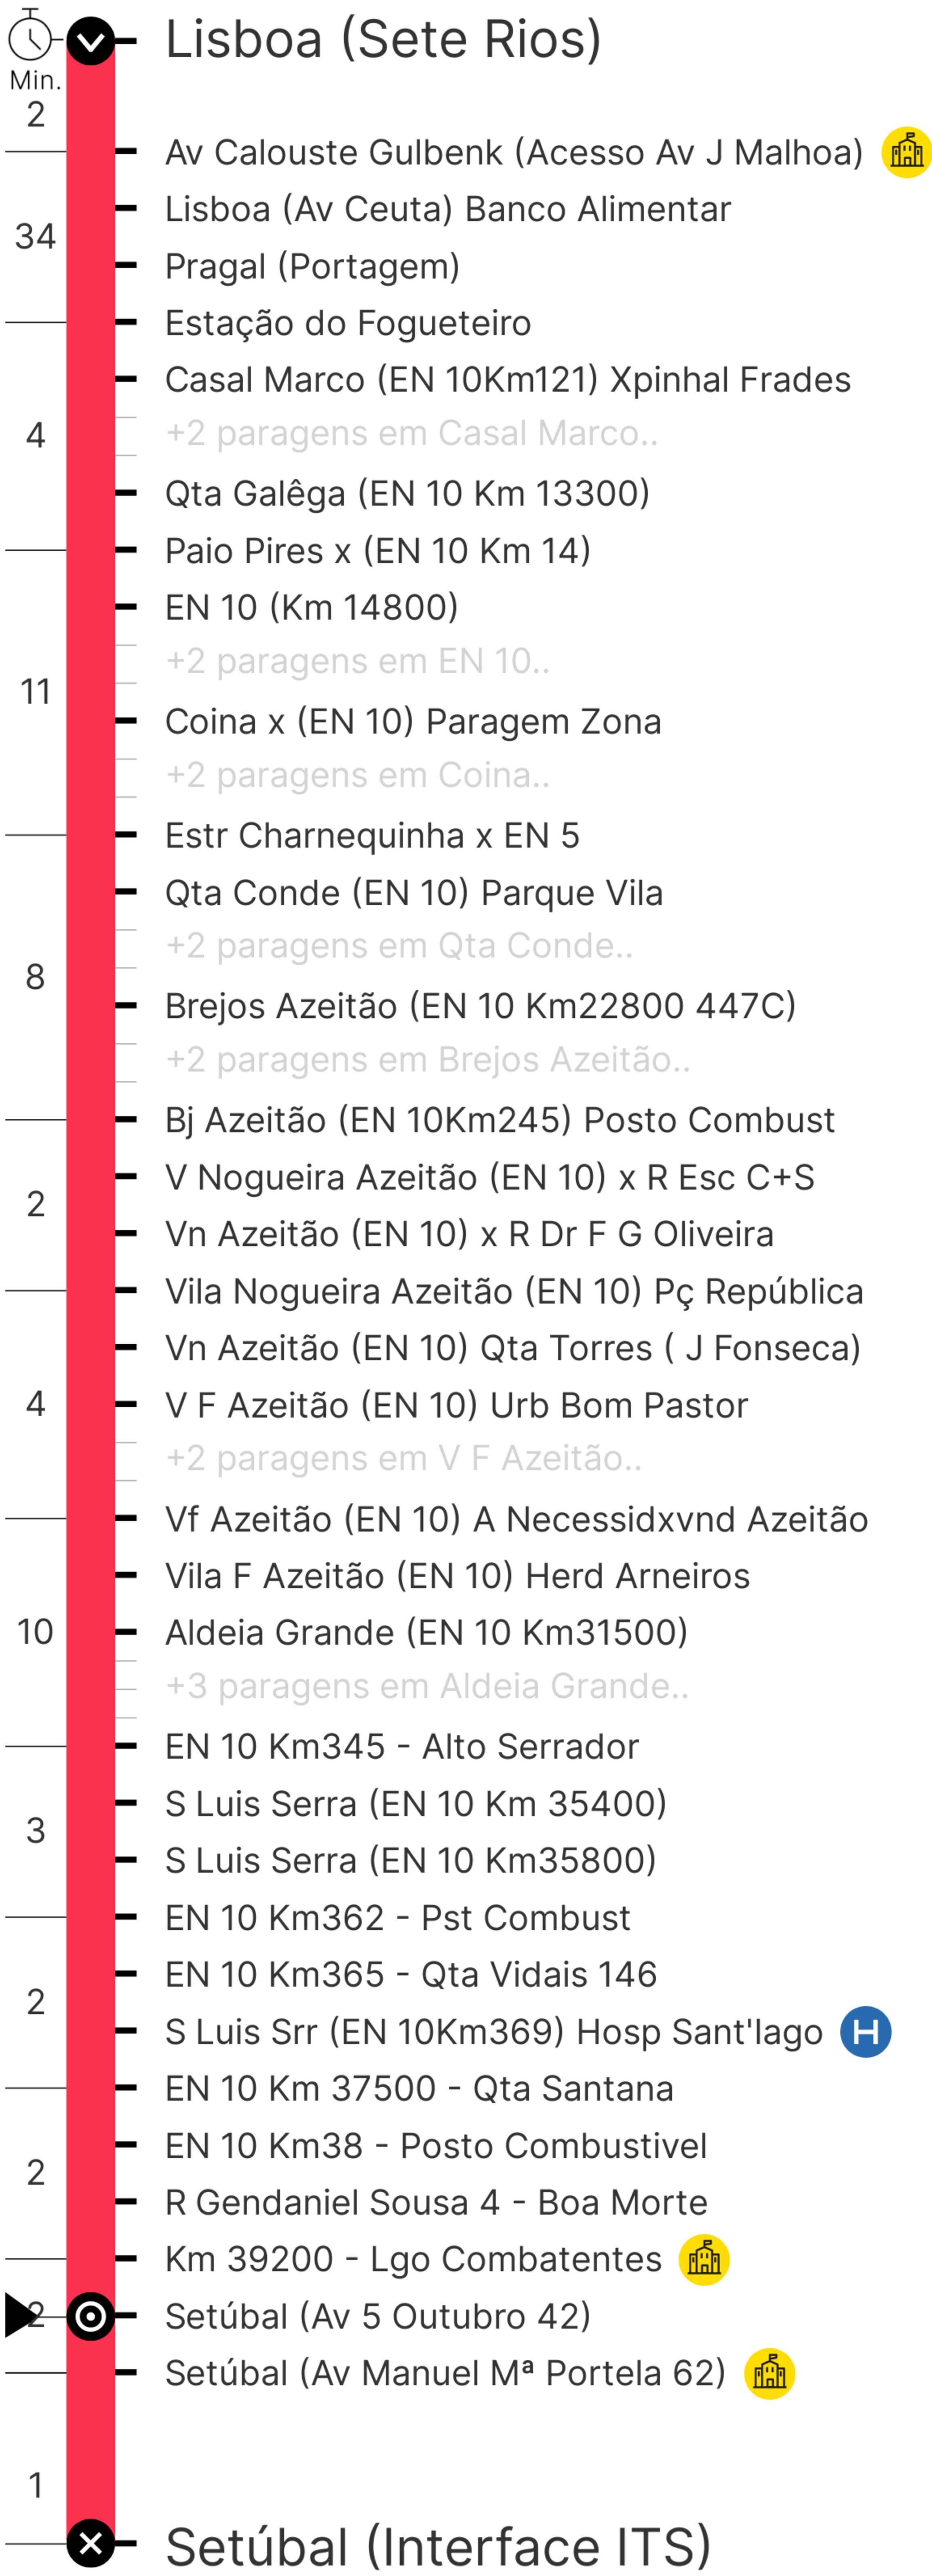 Lisboa (Sete Rios)
Min.
2
Av Calouste Gulbenk (Acesso Av J Malhoa)
Lisboa (Av Ceuta) Banco Alimentar
34
Pragal (Portagem)
Estação do Fogueteiro
Casal Marco (EN 10Km121) Xpinhal Frades
4
+2 paragens em Casal Marco..
Qta Galêga (EN 10 Km 13300)
Paio Pires x (EN 10 Km 14)
EN 10 (Km 14800)
+2 paragens em EN 10..
11
Coina x (EN 10) Paragem Zona
+2 paragens em Coina..
Estr Charnequinha x EN 5
Qta Conde (EN 10) Parque Vila
+2 paragens em Qta Conde..
8
Brejos Azeitão (EN 10 Km22800 447C)
+2 paragens em Brejos Azeitão..
Bj Azeitão (EN 10Km245) Posto Combust
V Nogueira Azeitão (EN 10) x R Esc C+S
2
Vn Azeitão (EN 10) x R Dr F G Oliveira
Vila Nogueira Azeitão (EN 10) Pç República
Vn Azeitão (EN 10) Qta Torres ( J Fonseca)
4
V F Azeitão (EN 10) Urb Bom Pastor
+2 paragens em V F Azeitão..
Vf Azeitão (EN 10) A Necessidxvnd Azeitão
Vila F Azeitão (EN 10) Herd Arneiros
10
Aldeia Grande (EN 10 Km31500)
+3 paragens em Aldeia Grande..
EN 10 Km345 - Alto Serrador
S Luis Serra (EN 10 Km 35400)
3
S Luis Serra (EN 10 Km35800)
EN 10 Km362 - Pst Combust
EN 10 Km365 - Qta Vidais 146
2
S Luis Srr (EN 10Km369) Hosp Sant'Iago H
EN 10 Km 37500 - Qta Santana
EN 10 Km38 - Posto Combustivel
2
R Gendaniel Sousa 4 - Boa Morte
Km 39200 - Lgo Combatentes
2
Setúbal (Av 5 Outubro 42)
Setúbal (Av Manuel Mª Portela 62)
1
Setúbal (Interface ITS)